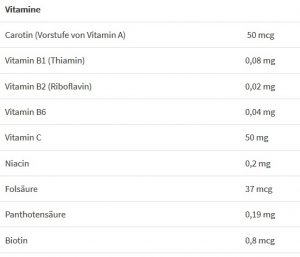 Vitamine
Carotin (Vorstufe von Vitamin A) 50 mcg
Vitamin B1 (Thiamin) 0,08 mg
Vitamin B2 (Riboflavin) 0,02 mg
Vitamin B6 0,04 mg
Vitamin C 50 mg
Niacin 0,2 mg
Folsäure 37 mcg
Panthotensäure 0,19 mg
Biotin 0,8 mcg